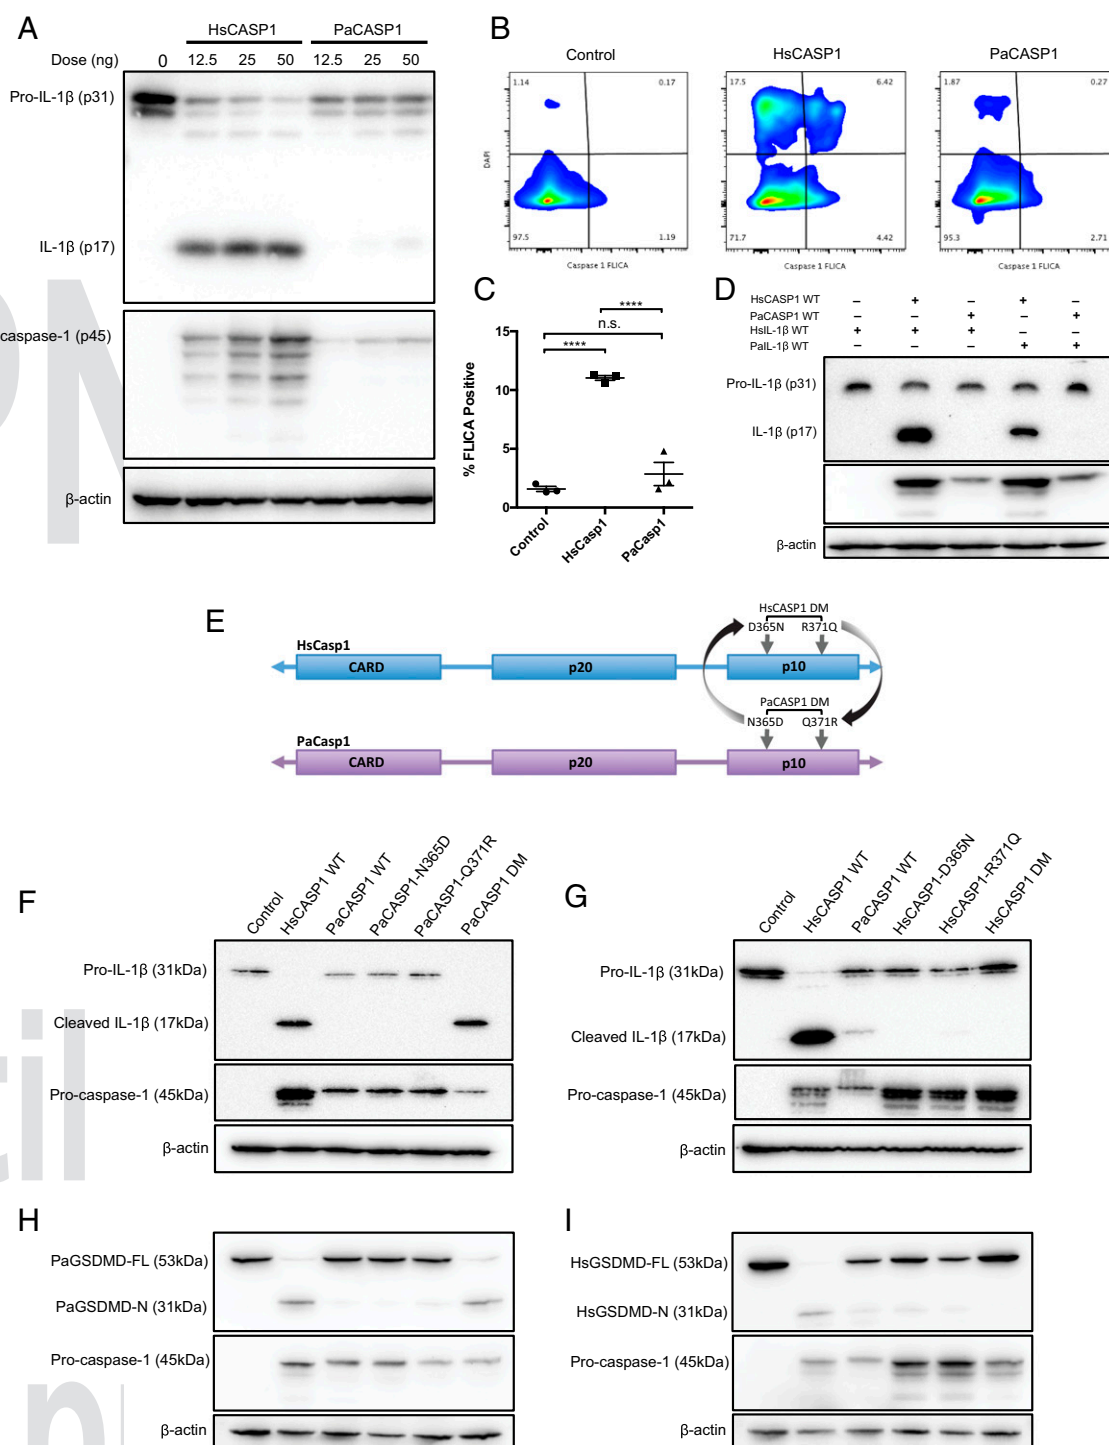 A
HsCASP1 PaCASP1
Dose (ng) 0 12.5 25 50 12.5 25 50
Pro-IL-1β (p31)
IL-1β (p17)
caspase-1 (p45)
β-actin
B
Control HsCASP1 PaCASP1
1.14 0.17 17.5 6.42 1.87 0.27
DAPI
97.5 1.19 71.7 4.42 95.3 2.71
Caspase 1 FLICA Caspase 1 FLICA Caspase 1 FLICA
C
****
n.s.
****
15
10
5
0
% FLICA Positive
Control HsCasp1 PaCasp1
D
HsCASP1 WT – + – + –
PaCASP1 WT – – + – +
HsIL-1β WT + + + – –
PaIL-1β WT – – – + +
Pro-IL-1β (p31)
IL-1β (p17)
β-actin
E
HsCASP1 DM
D365N R371Q
HsCasp1
CARD p20 p10
PaCASP1 DM
N365D Q371R
PaCasp1
CARD p20 p10
F
Control HsCASP1 WT PaCASP1 WT PaCASP1-N365D PaCASP1-Q371R PaCASP1 DM
Pro-IL-1β (31kDa)
Cleaved IL-1β (17kDa)
Pro-caspase-1 (45kDa)
β-actin
G
Control HsCASP1 WT PaCASP1 WT HsCASP1-D365N HsCASP1-R371Q HsCASP1 DM
Pro-IL-1β (31kDa)
Cleaved IL-1β (17kDa)
Pro-caspase-1 (45kDa)
β-actin
H
PaGSDMD-FL (53kDa)
PaGSDMD-N (31kDa)
Pro-caspase-1 (45kDa)
β-actin
I
HsGSDMD-FL (53kDa)
HsGSDMD-N (31kDa)
Pro-caspase-1 (45kDa)
β-actin